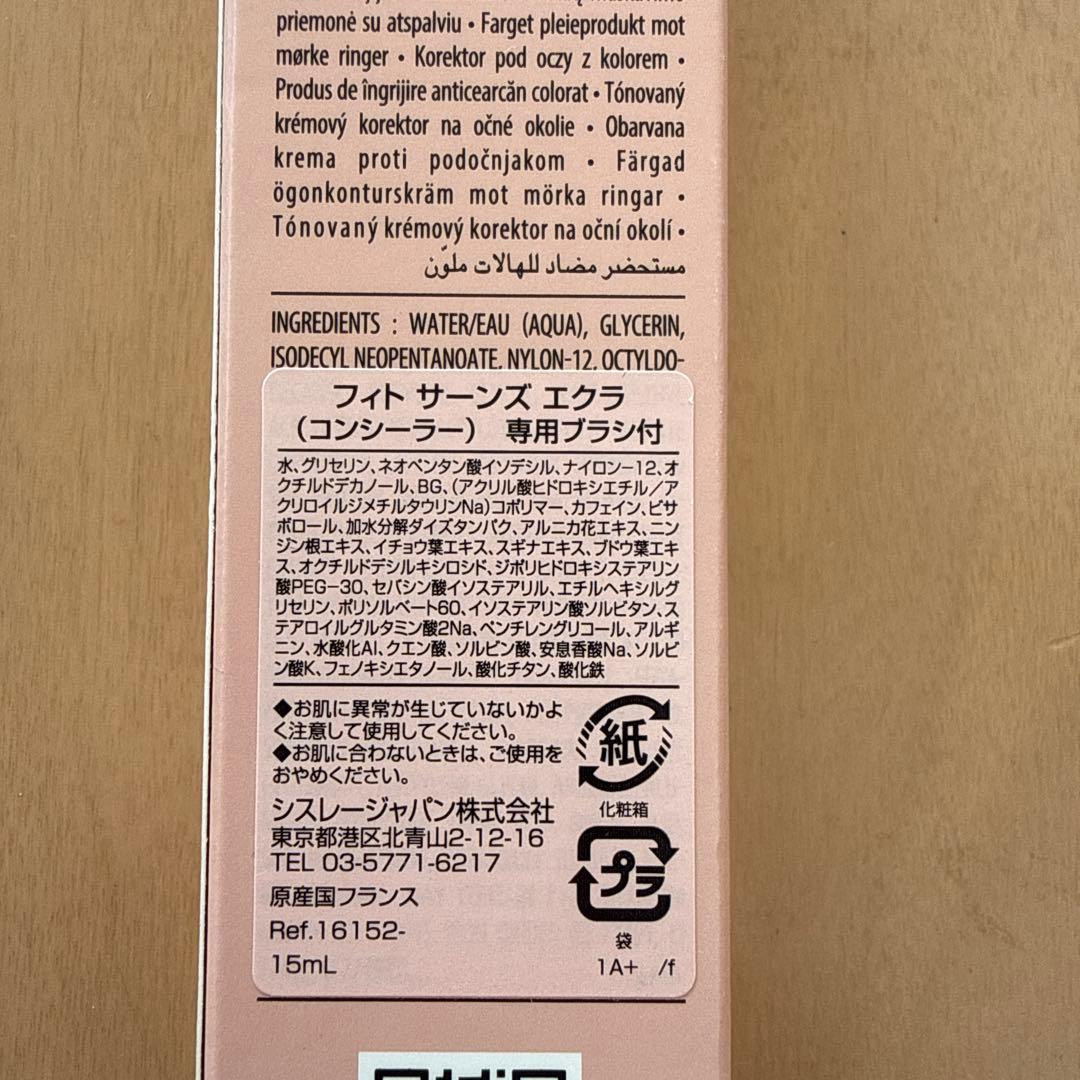 priemonė su atspalviu • Farget pleieprodukt mot
mørke ringer • Korektor pod oczy z kolorem •
Produs de îngrijire anticearcăn colorat • Tónovaný
krémový korektor na očné okolie • Obarvana
krema proti podočnjakom • Färgad
ögonkonturskräm mot mörka ringar •
Tónovaný krémový korektor na oční okolí •
مستحضر مضاد للهالات ملوّن
INGREDIENTS : WATER/EAU (AQUA), GLYCERIN,
ISODECYL NEOPENTANOATE, NYLON-12, OCTYLDO-
フィト サーンズ エクラ
（コンシーラー） 専用ブラシ付
水、グリセリン、ネオペンタン酸イソデシル、ナイロン−12、オ
クチルドデカノール、BG、（アクリル酸ヒドロキシエチル／ア
クリロイルジメチルタウリンNa）コポリマー、カフェイン、ビサ
ボロール、加水分解ダイズタンパク、アルニカ花エキス、ニン
ジン根エキス、イチョウ葉エキス、スギナエキス、ブドウ葉エキ
ス、オクチルドデシルキシロシド、ジポリヒドロキシステアリン
酸PEG−30、セバシン酸イソステアリル、エチルヘキシルグ
リセリン、ポリソルベート60、イソステアリン酸ソルビタン、ス
テアロイルグルタミン酸2Na、ペンチレングリコール、アルギ
ニン、水酸化Al、クエン酸、ソルビン酸、安息香酸Na、ソルビ
ン酸K、フェノキシエタノール、酸化チタン、酸化鉄
◆お肌に異常が生じていないかよ
く注意して使用してください。
◆お肌に合わないときは、ご使用を
おやめください。
紙
化粧箱
シスレージャパン株式会社
東京都港区北青山2-12-16
TEL 03-5771-6217
プラ
原産国フランス
Ref.16152-
袋
15mL
1A+ /f